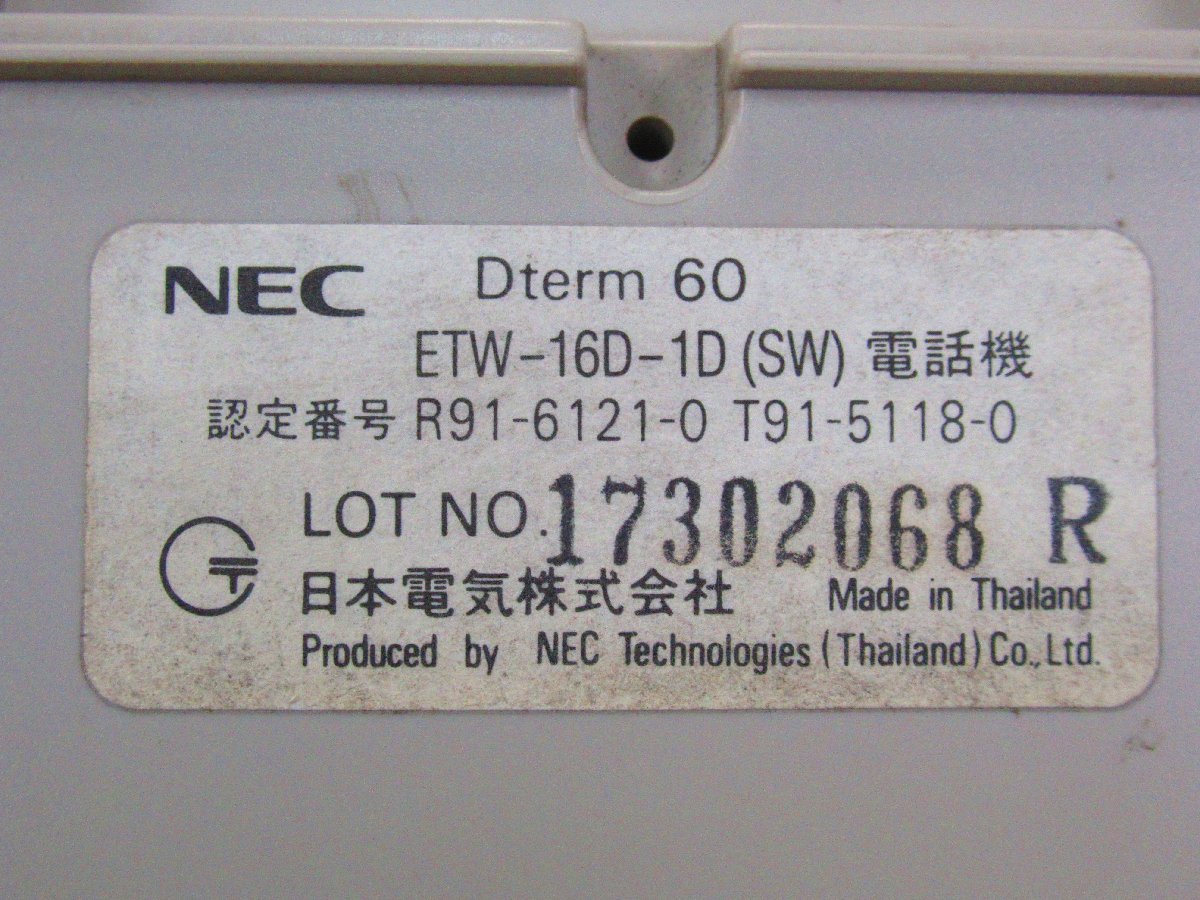 NEC Dterm 60
ETW-16D-1D (SW) 電話機
認定番号 R91-6121-0 T91-5118-0
LOT NO. 17302068 R
日本電気株式会社 Made in Thailand
Produced by NEC Technologies (Thailand) Co., Ltd.